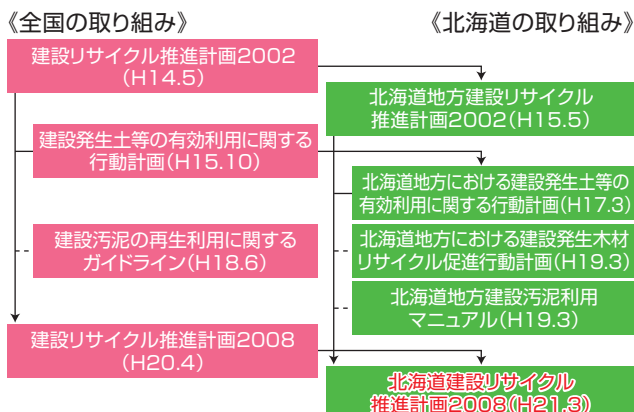 《全国の取り組み》
《北海道の取り組み》
建設リサイクル推進計画2002
(H14.5)
北海道地方建設リサイクル
推進計画2002(H15.5)
建設発生土等の有効利用に関する
行動計画(H15.10)
北海道地方における建設発生土等の
有効利用に関する行動計画(H17.3)
建設汚泥の再生利用に関する
ガイドライン(H18.6)
北海道地方における建設発生木材
リサイクル促進行動計画(H19.3)
北海道地方建設汚泥利用
マニュアル(H19.3)
建設リサイクル推進計画2008
(H20.4)
北海道建設リサイクル
推進計画2008(H21.3)